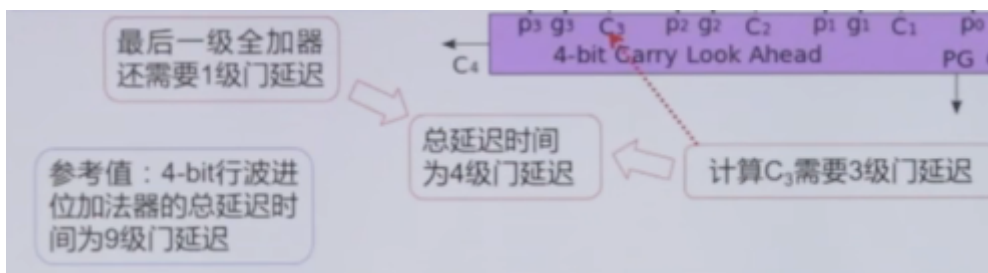 p₃ g₃ C₃ p₂ g₂ C₂ p₁ g₁ C₁ p₀
4-bit Carry Look Ahead
PG
C₄
最后一级全加器
还需要1级门延迟
总延迟时间
为4级门延迟
计算C₃需要3级门延迟
参考值：4-bit行波进
位加法器的总延迟时
间为9级门延迟